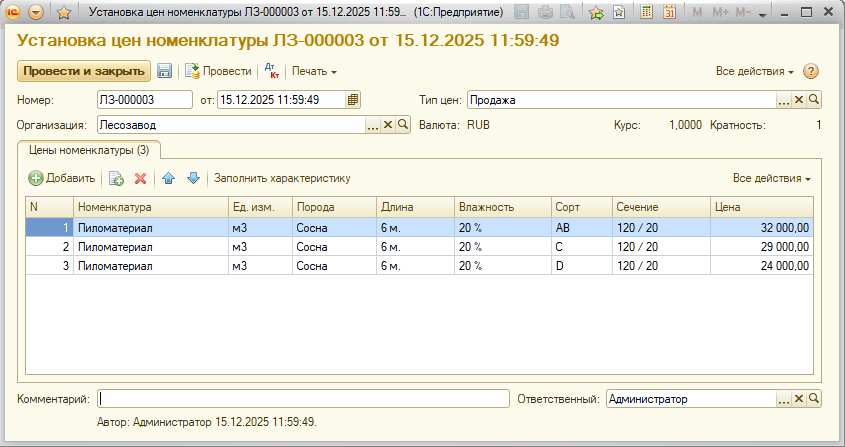 Установка цен номенклатуры ЛЗ-000003 от 15.12.2025 11:59... (1С:Предприятие) M M+ M-
Установка цен номенклатуры ЛЗ-000003 от 15.12.2025 11:59:49
Провести и закрыть Провести Дт Кт Печать Все действия ?
Номер: ЛЗ-000003 от: 15.12.2025 11:59:49 Тип цен: Продажа ...
Организация: Лесозавод ... Валюта: RUB Курс: 1,0000 Кратность: 1
Цены номенклатуры (3)
Добавить Заполнить характеристику Все действия
N Номенклатура Ед. изм. Порода Длина Влажность Сорт Сечение Цена
1 Пиломатериал м3 Сосна 6 м. 20 % AB 120 / 20 32 000,00
2 Пиломатериал м3 Сосна 6 м. 20 % C 120 / 20 29 000,00
3 Пиломатериал м3 Сосна 6 м. 20 % D 120 / 20 24 000,00
Комментарий: Ответственный: Администратор ...
Автор: Администратор 15.12.2025 11:59:49.